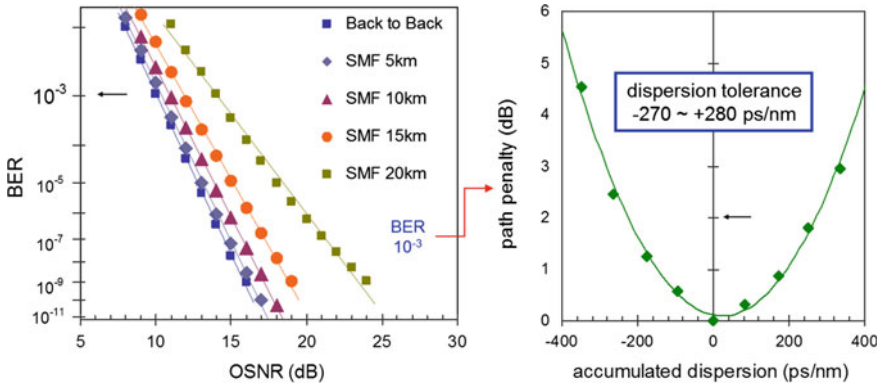 BER
10-3
10-5
10-7
10-9
10-11
5
10
15
20
25
30
OSNR (dB)
Back to Back
SMF 5km
SMF 10km
SMF 15km
SMF 20km
BER
10-3
path penalty (dB)
6
5
4
3
2
1
0
-400
-200
0
200
400
accumulated dispersion (ps/nm)
dispersion tolerance
-270 ~ +280 ps/nm